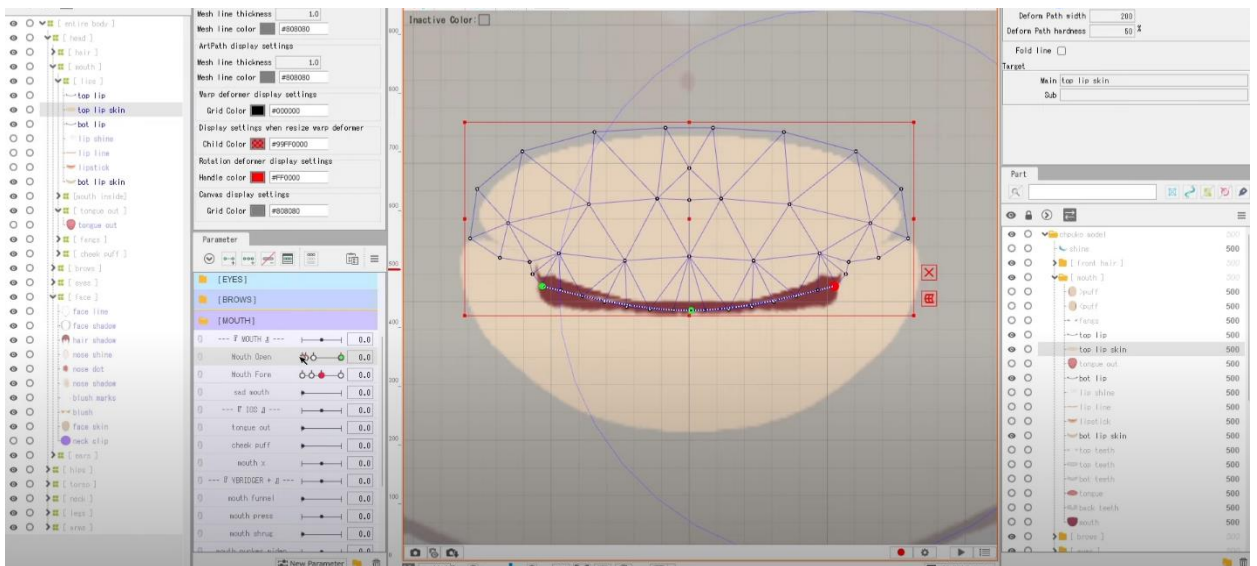 [ entire body ]
[ head ]
[ hair ]
[ mouth ]
[ lips ]
top lip
top lip skin
bot lip
lip shine
lip line
lipstick
bot lip skin
[mouth inside]
[ tongue out ]
tongue out
[ fangs ]
[ cheek puff ]
[ brows ]
[ eyes ]
[ face ]
face line
face shadow
hair shadow
nose shine
nose dot
nose shadow
blush marks
blush
face skin
neck clip
[ ears ]
[ hips ]
[ torso ]
[ neck ]
[ legs ]
[ arms ]
Mesh line thickness 1.0
Mesh line color #808080
ArtPath display settings
Mesh line thickness 1.0
Mesh line color #808080
Warp deformer display settings
Grid Color #000000
Display settings when resize warp deformer
Child Color #99FF0000
Rotation deformer display settings
Handle color #FF0000
Canvas display setting
Grid Color #808080
Parameter
[EYES]
[BROWS]
[MOUTH]
MOUTH 0.0
Mouth Open 0.0
Mouth Form 0.0
sad mouth 0.0
0.0
tongue out 0.0
cheek puff 0.0
mouth x 0.0
VBRIDGER 0.0
mouth funnel 0.0
mouth press 0.0
mouth shrug 0.0
New Parameter
Inactive Color:
Deform Path width 200
Deform Path hardness 50 %
Fold line
Target
Main top lip skin
Sub
Part
shine 500
[ front hair ] 500
[ mouth ] 500
500
500
fangs 500
top lip 500
top lip skin 500
tongue out 500
bot lip 500
lip shine 500
lip line 500
lipstick 500
bot lip skin 500
top teeth 500
top teeth 500
bot teeth 500
tongue 500
back teeth 500
mouth 500
[ brows ] 500